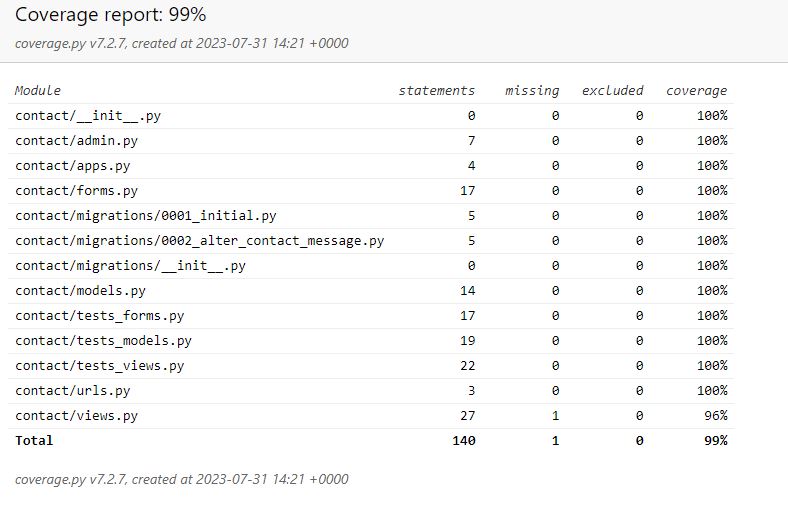 Coverage report: 99%
coverage.py v7.2.7, created at 2023-07-31 14:21 +0000
Module statements missing excluded coverage
contact/__init__.py 0 0 0 100%
contact/admin.py 7 0 0 100%
contact/apps.py 4 0 0 100%
contact/forms.py 17 0 0 100%
contact/migrations/0001_initial.py 5 0 0 100%
contact/migrations/0002_alter_contact_message.py 5 0 0 100%
contact/migrations/__init__.py 0 0 0 100%
contact/models.py 14 0 0 100%
contact/tests_forms.py 17 0 0 100%
contact/tests_models.py 19 0 0 100%
contact/tests_views.py 22 0 0 100%
contact/urls.py 3 0 0 100%
contact/views.py 27 1 0 96%
Total 140 1 0 99%
coverage.py v7.2.7, created at 2023-07-31 14:21 +0000